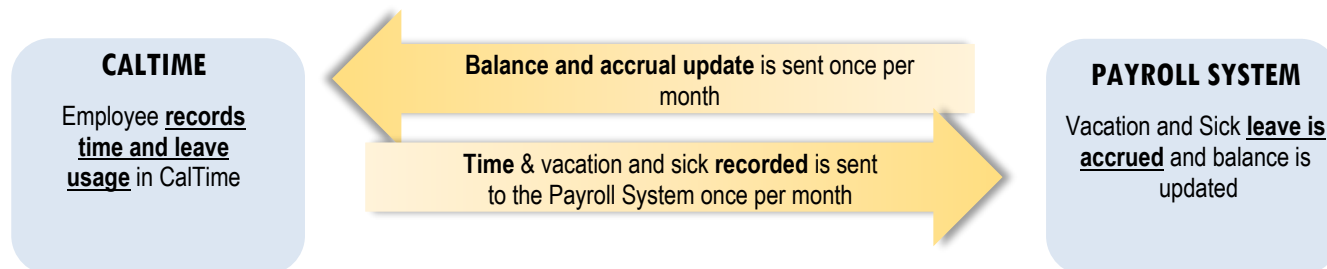 CALTIME
Employee records
time and leave
usage in CalTime
Balance and accrual update is sent once per
month
Time & vacation and sick recorded is sent
to the Payroll System once per month
PAYROLL SYSTEM
Vacation and Sick leave is
accrued and balance is
updated